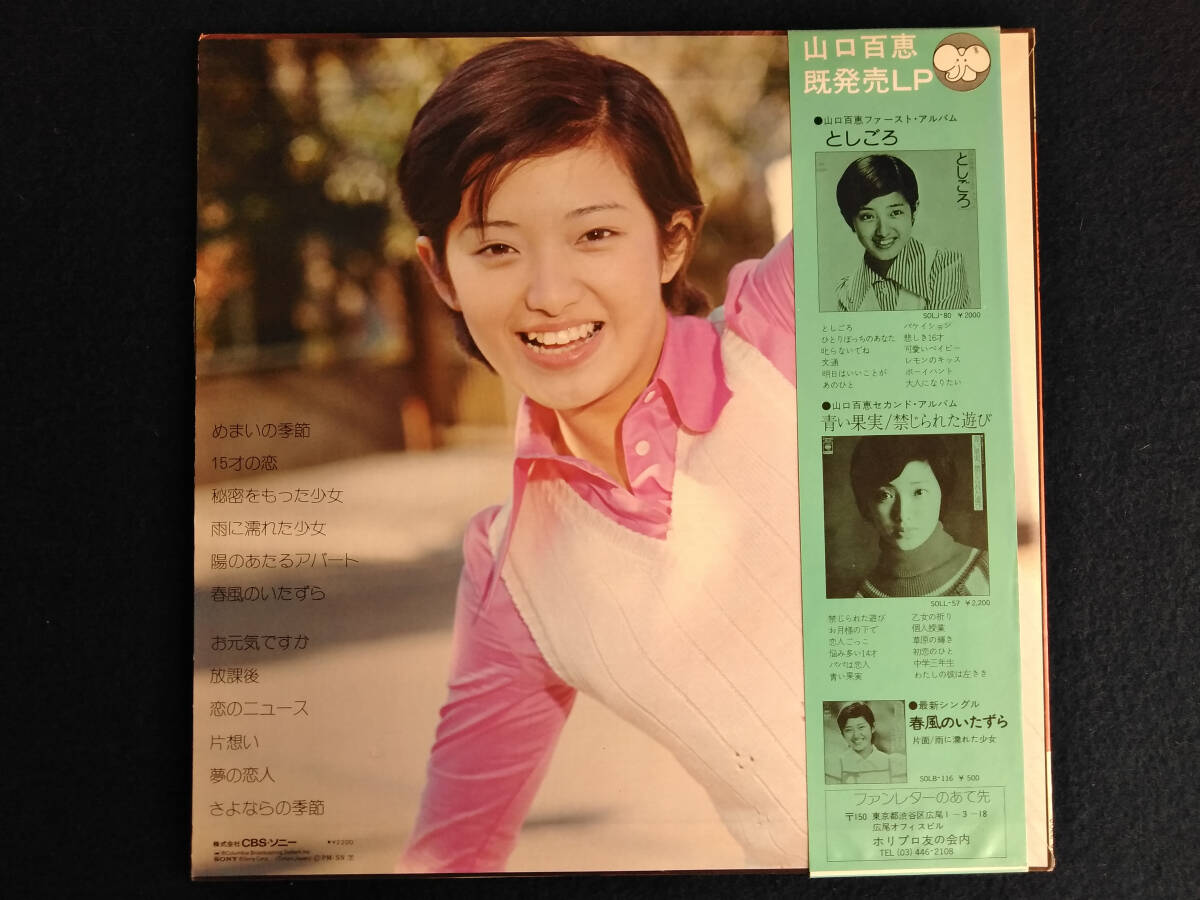 めまいの季節
15才の恋
秘密をもった少女
雨に濡れた少女
陽のあたるアパート
春風のいたずら
お元気ですか
放課後
恋のニュース
片想い
夢の恋人
さよならの季節
株式会社 CBS・ソニー ¥2200
SONY
山口百恵
既発売LP
●山口百恵ファースト・アルバム
としごろ
としごろ
SOLJ-80 ¥2000
としごろ バケイション
ひとりぼっちのあなた 悲しき16才
叱らないでね 可愛いベイビー
文通 レモンのキッス
明日はいいことが ボーイハント
あのひと 大人になりたい
●山口百恵セカンド・アルバム
青い果実/禁じられた遊び
SOLL-57 ¥2,200
禁じられた遊び 乙女の祈り
お月様の下で 個人授業
恋人ごっこ 草原の輝き
悩み多い14才 初恋のひと
パパは恋人 中学三年生
青い果実 わたしの彼は左きき
●最新シングル
春風のいたずら
片面/雨に濡れた少女
SOLB-116 ¥500
ファンレターのあて先
〒150 東京都渋谷区広尾1-3-18
広尾オフィスビル
ホリプロ友の会内
TEL (03) 446-2108